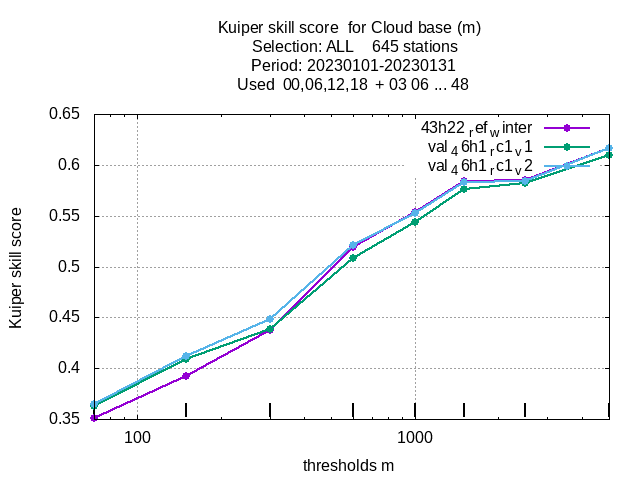 Kuiper skill score  for Cloud base (m)
Selection: ALL    645 stations
Period: 20230101-20230131
Used  00,06,12,18  + 03 06 ... 48
0.65
0.6
0.55
0.5
0.45
0.4
0.35
Kuiper skill score
43h22_ref_winter
val_46h1_rc1_v1
val_46h1_rc1_v2
100
1000
thresholds m